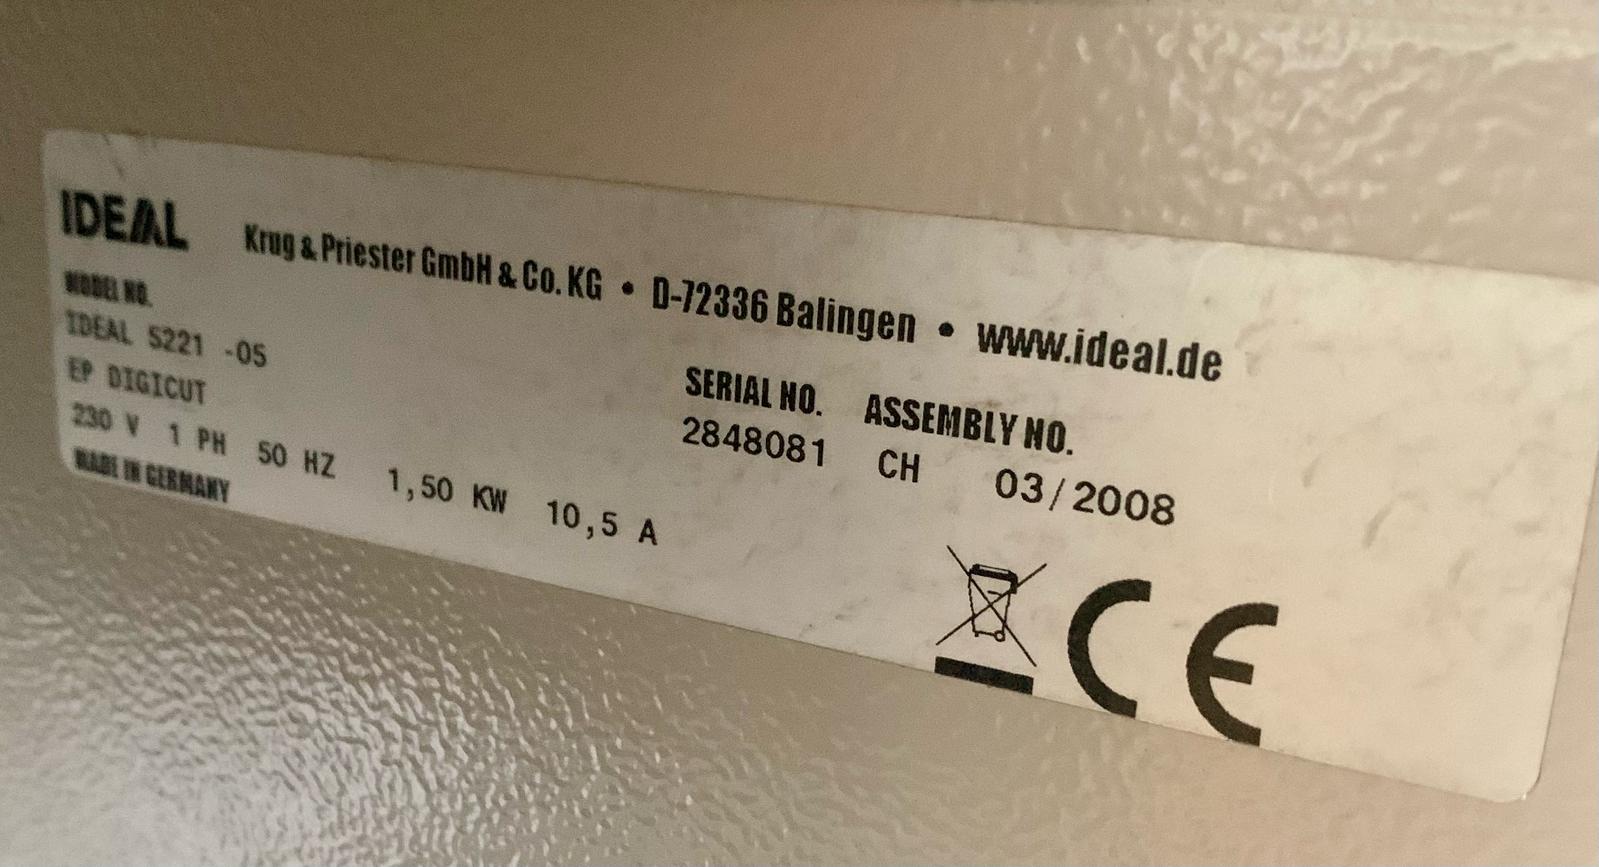 IDEAL Krug & Priester GmbH & Co. KG • D-72336 Balingen • www.ideal.de
MODEL NO.
IDEAL 5221 -05
EP DIGICUT
230 V 1 PH 50 HZ 1,50 KW 10,5 A
MADE IN GERMANY
SERIAL NO. ASSEMBLY NO.
2848081 CH 03/2008
CE